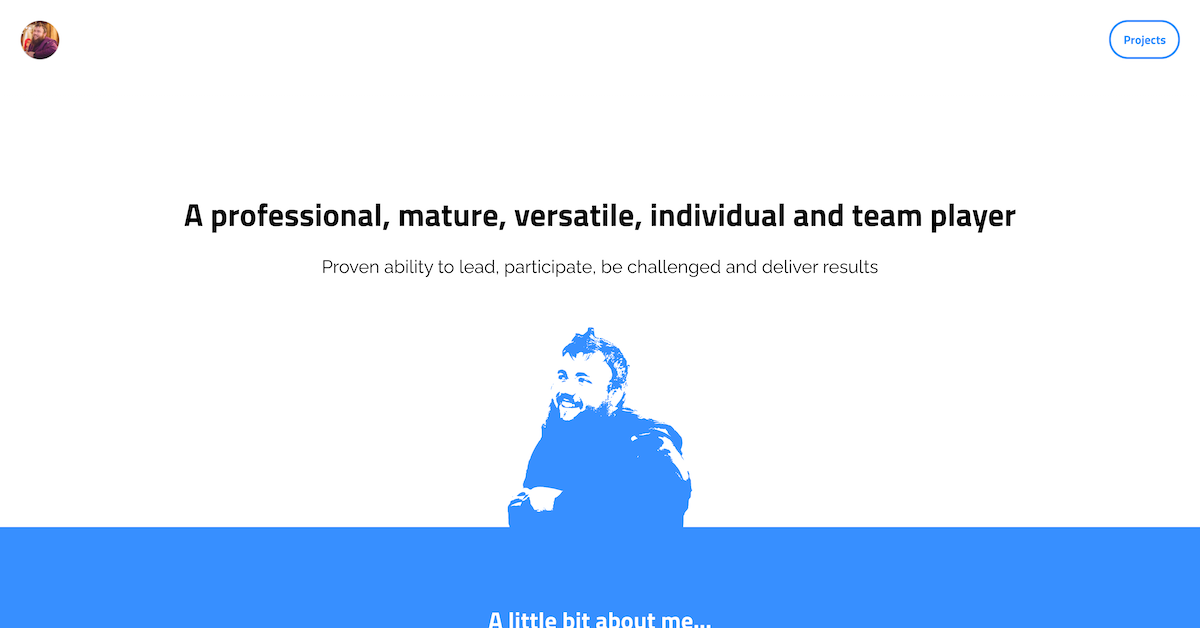 Projects
A professional, mature, versatile, individual and team player
Proven ability to lead, participate, be challenged and deliver results
A little bit about me...